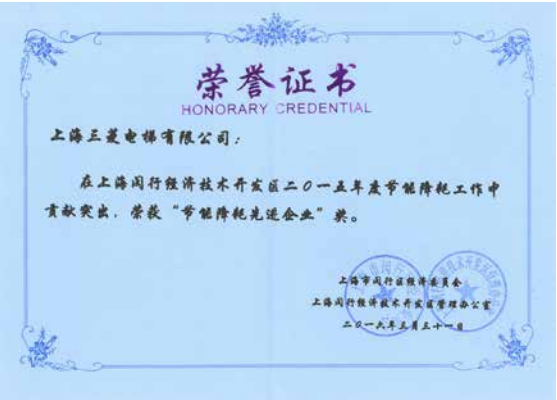 荣誉证书
HONORARY CREDENTIAL
上海三菱电梯有限公司：
在上海闵行经济技术开发区二〇一五年度节能降耗工作中
贡献突出，荣获“节能降耗先进企业”奖。
上海市闵行区经济委员会
上海闵行经济技术开发区管理办公室
二〇一六年三月三十一日